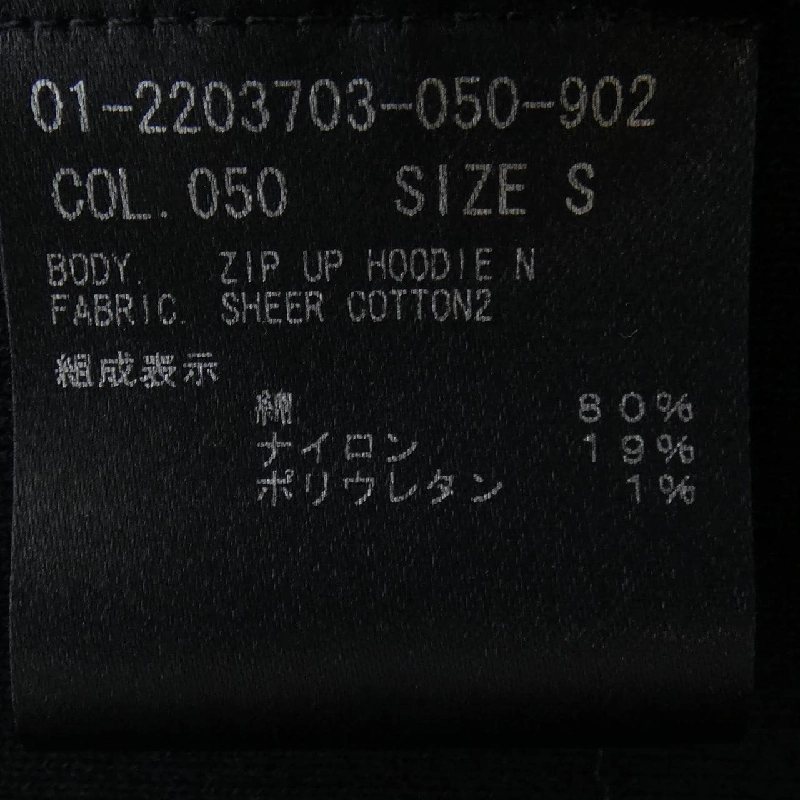 01-2203703-050-902
COL. 050 SIZE S
BODY. ZIP UP HOODIE N
FABRIC. SHEER COTTON2
組成表示
綿 80%
ナイロン 19%
ポリウレタン 1%